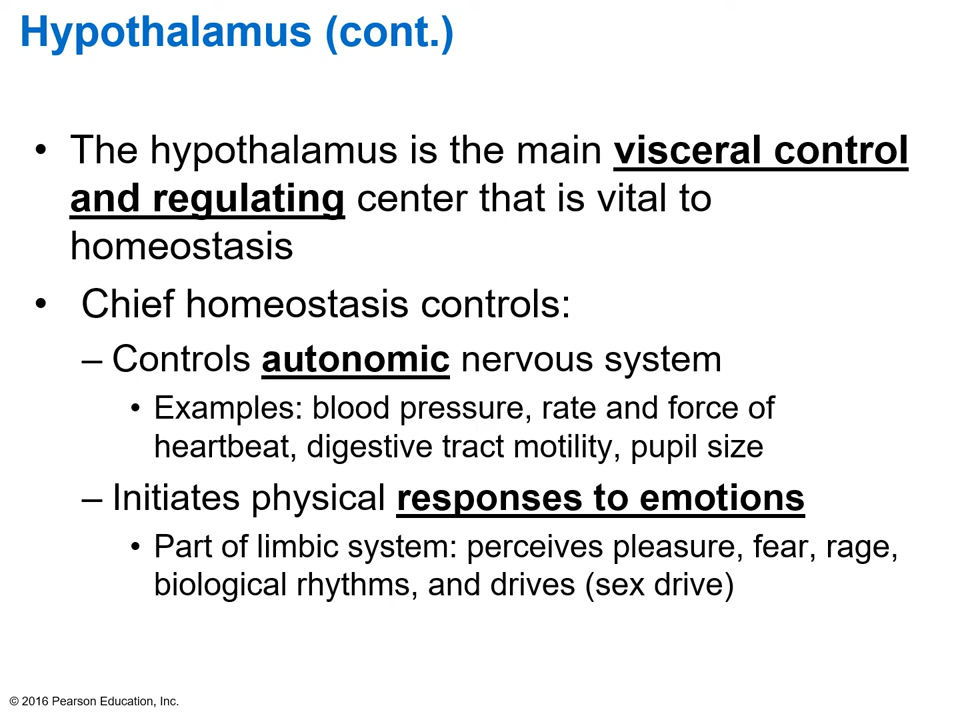 Hypothalamus (cont.)
• The hypothalamus is the main visceral control
and regulating center that is vital to
homeostasis
• Chief homeostasis controls:
– Controls autonomic nervous system
• Examples: blood pressure, rate and force of
heartbeat, digestive tract motility, pupil size
– Initiates physical responses to emotions
• Part of limbic system: perceives pleasure, fear, rage,
biological rhythms, and drives (sex drive)
© 2016 Pearson Education, Inc.